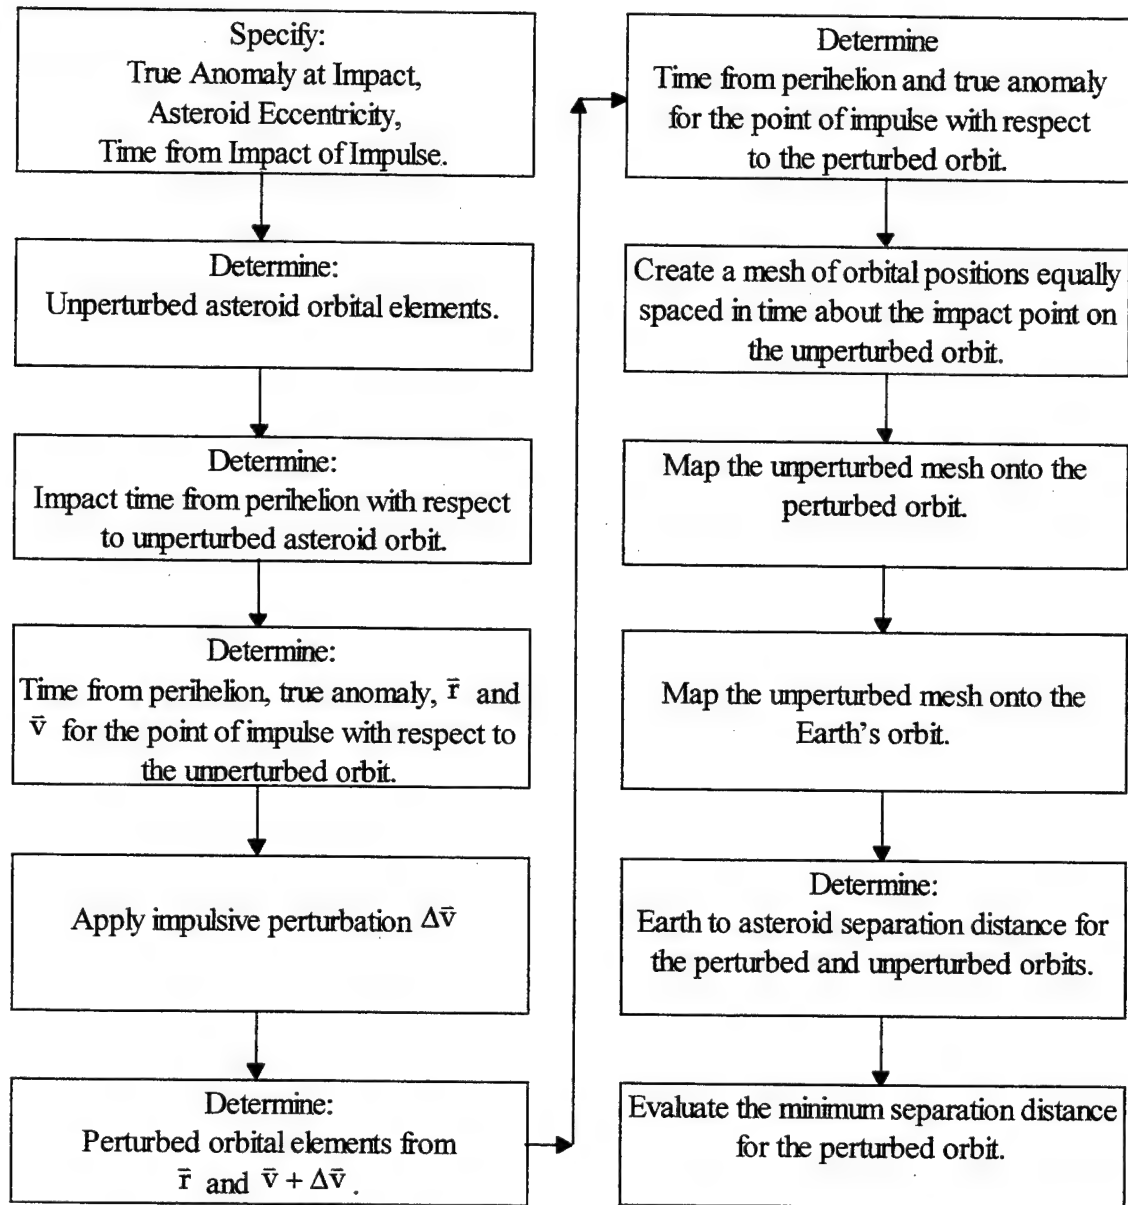 Specify:
True Anomaly at Impact,
Asteroid Eccentricity,
Time from Impact of Impulse.
Determine:
Unperturbed asteroid orbital elements.
Determine:
Impact time from perihelion with respect
to unperturbed asteroid orbit.
Determine:
Time from perihelion, true anomaly, r̄ and
v̄ for the point of impulse with respect to
the unperturbed orbit.
Apply impulsive perturbation Δv̄
Determine:
Perturbed orbital elements from
r̄ and v̄ + Δv̄.
Determine
Time from perihelion and true anomaly
for the point of impulse with respect
to the perturbed orbit.
Create a mesh of orbital positions equally
spaced in time about the impact point on
the unperturbed orbit.
Map the unperturbed mesh onto the
perturbed orbit.
Map the unperturbed mesh onto the
Earth's orbit.
Determine:
Earth to asteroid separation distance for
the perturbed and unperturbed orbits.
Evaluate the minimum separation distance
for the perturbed orbit.